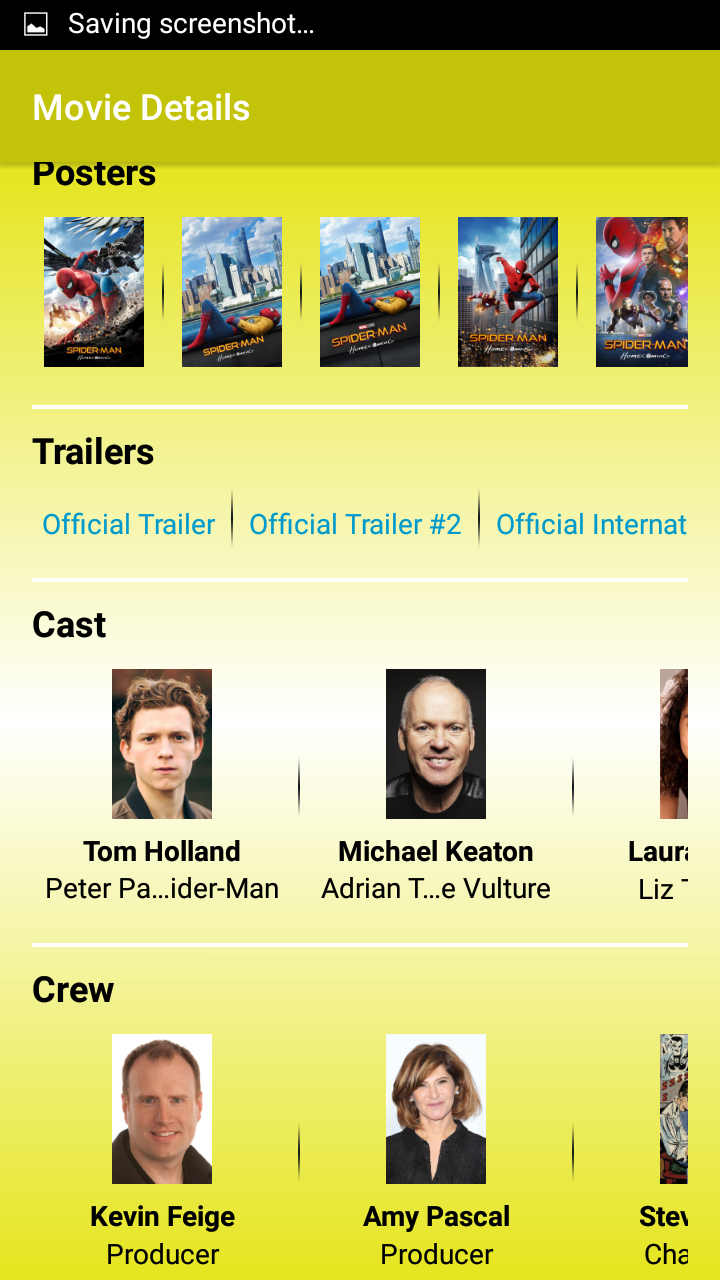 Saving screenshot...
Movie Details
Posters
SPIDER-MAN
HOMECOMING
SPIDER-MAN
HOMECOMING
SPIDER-MAN
HOMECOMING
SPIDER-MAN
HOMECOMING
SPIDER-MAN
HOMECOMING
Trailers
Official Trailer
Official Trailer #2
Official Internat
Cast
Tom Holland
Michael Keaton
Laura
Peter Pa...ider-Man
Adrian T...e Vulture
Liz
Crew
Kevin Feige
Amy Pascal
Stev
Producer
Producer
Cha